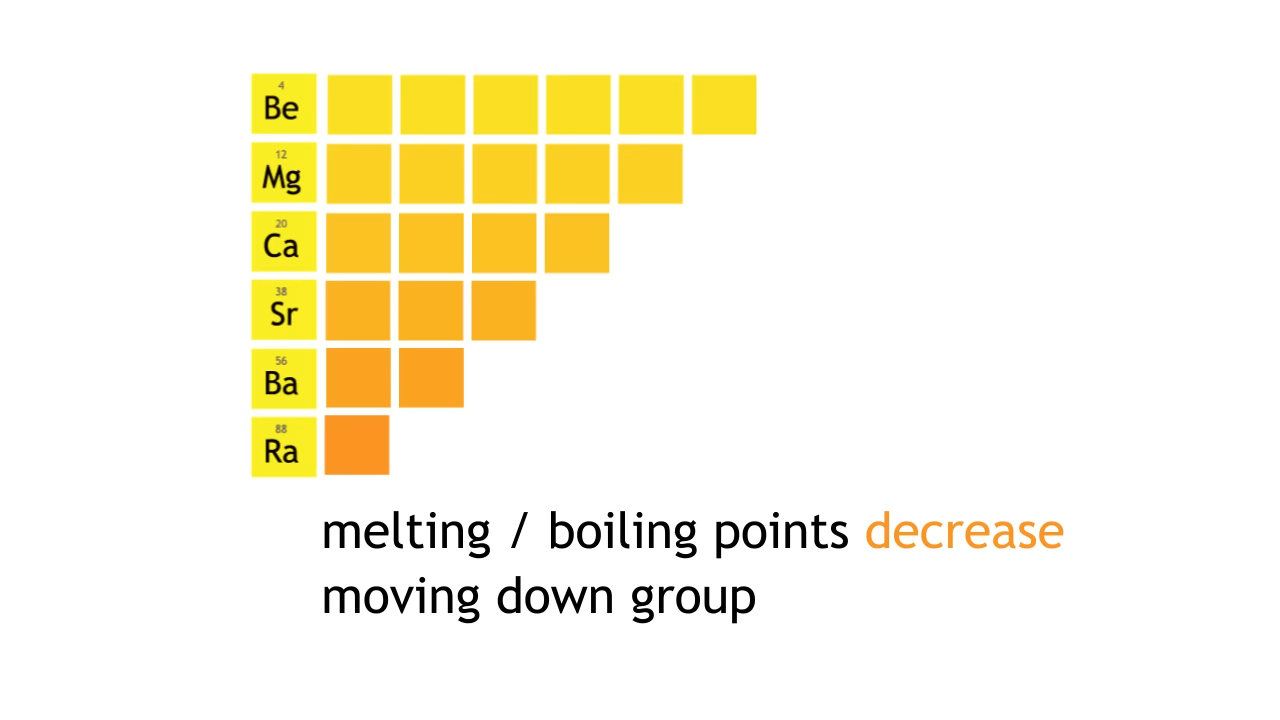 4
Be
12
Mg
20
Ca
38
Sr
56
Ba
88
Ra
melting / boiling points decrease
moving down group